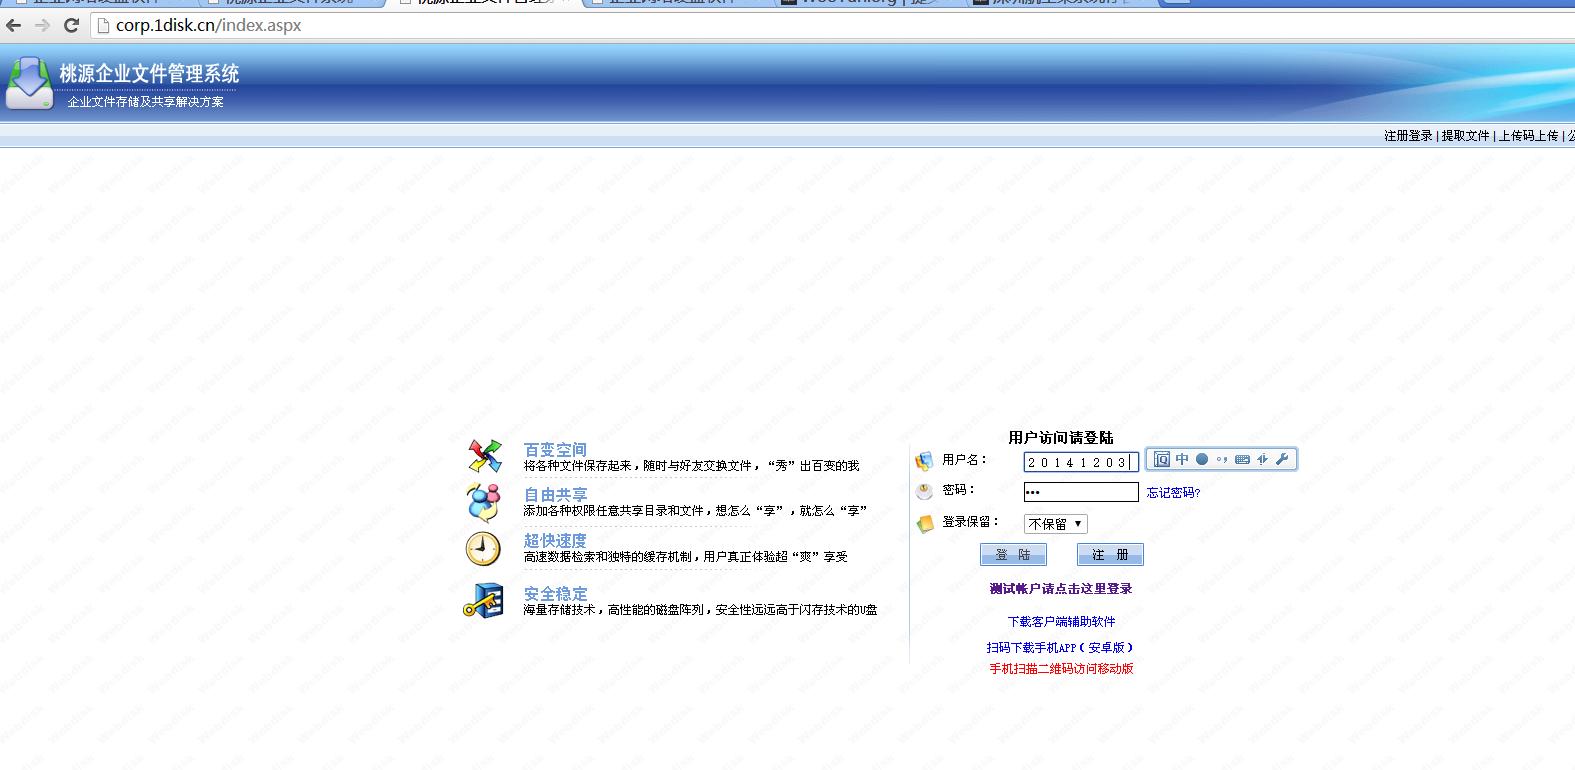 corp.1disk.cn/index.aspx
桃源企业文件管理系统
企业文件存储及共享解决方案
注册登录 | 提取文件 | 上传码上传 |
用户访问请登陆
百变空间
将各种文件保存起来，随时与好友交换文件，“秀”出百变的我
自由共享
添加各种权限任意共享目录和文件，想怎么“享”，就怎么“享”
超快速度
高速数据检索和独特的缓存机制，用户真正体验超“爽”享受
安全稳定
海量存储技术，高性能的磁盘阵列，安全性远远高于闪存技术的U盘
用户名： 20141203 中
密码： ••• 忘记密码?
登录保留： 不保留
登 陆 注 册
测试帐户请点击这里登录
下载客户端辅助软件
扫码下载手机APP（安卓版）
手机扫描二维码访问移动版